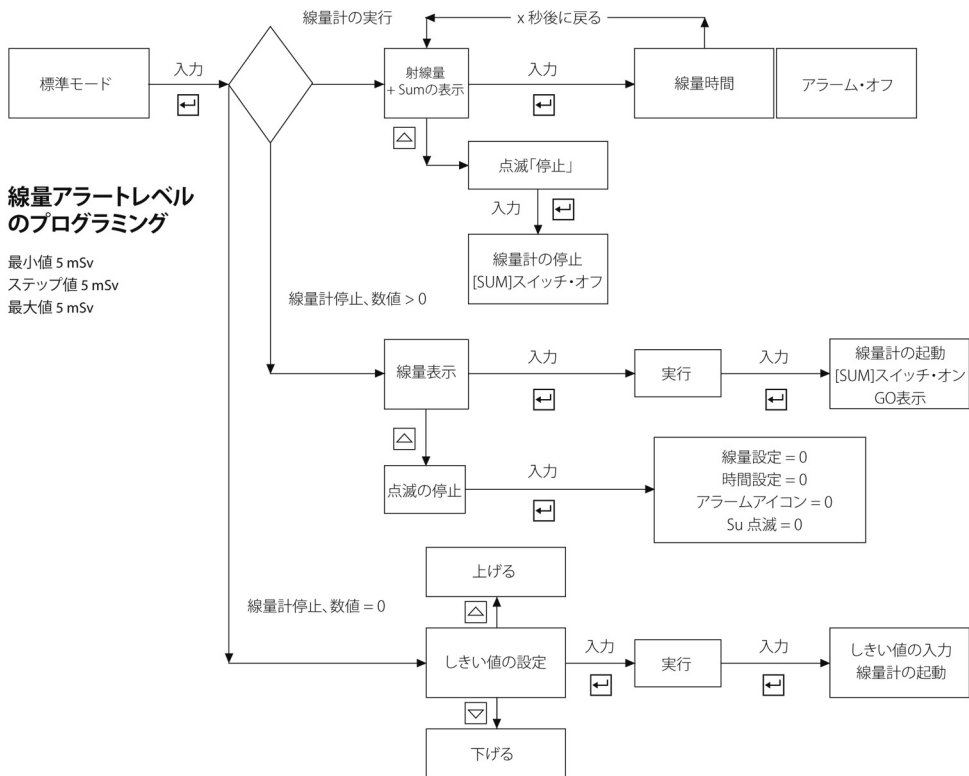 線量計の実行
x 秒後に戻る
標準モード
入力
射線量
+ Sumの表示
入力
線量時間
アラーム・オフ
点滅「停止」
入力
線量計の停止
[SUM]スイッチ・オフ
線量アラートレベル
のプログラミング
最小値 5 mSv
ステップ値 5 mSv
最大値 5 mSv
線量計停止、数値 > 0
線量表示
入力
実行
入力
線量計の起動
[SUM]スイッチ・オン
GO表示
点滅の停止
入力
線量設定 = 0
時間設定 = 0
アラームアイコン = 0
Su 点滅 = 0
線量計停止、数値 = 0
上げる
しきい値の設定
入力
実行
入力
しきい値の入力
線量計の起動
下げる